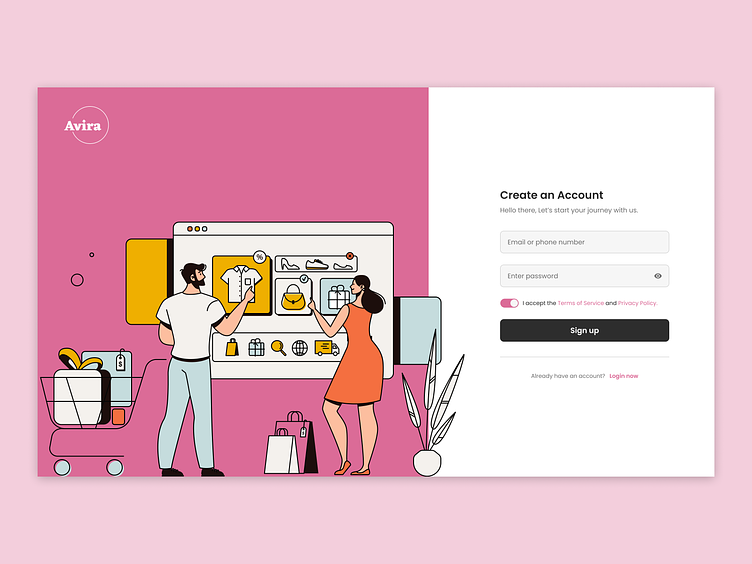 Avira
%
$
Create an Account
Hello there, Let's start your journey with us.
Email or phone number
Enter password
I accept the Terms of Service and Privacy Policy.
Sign up
Already have an account? Login now